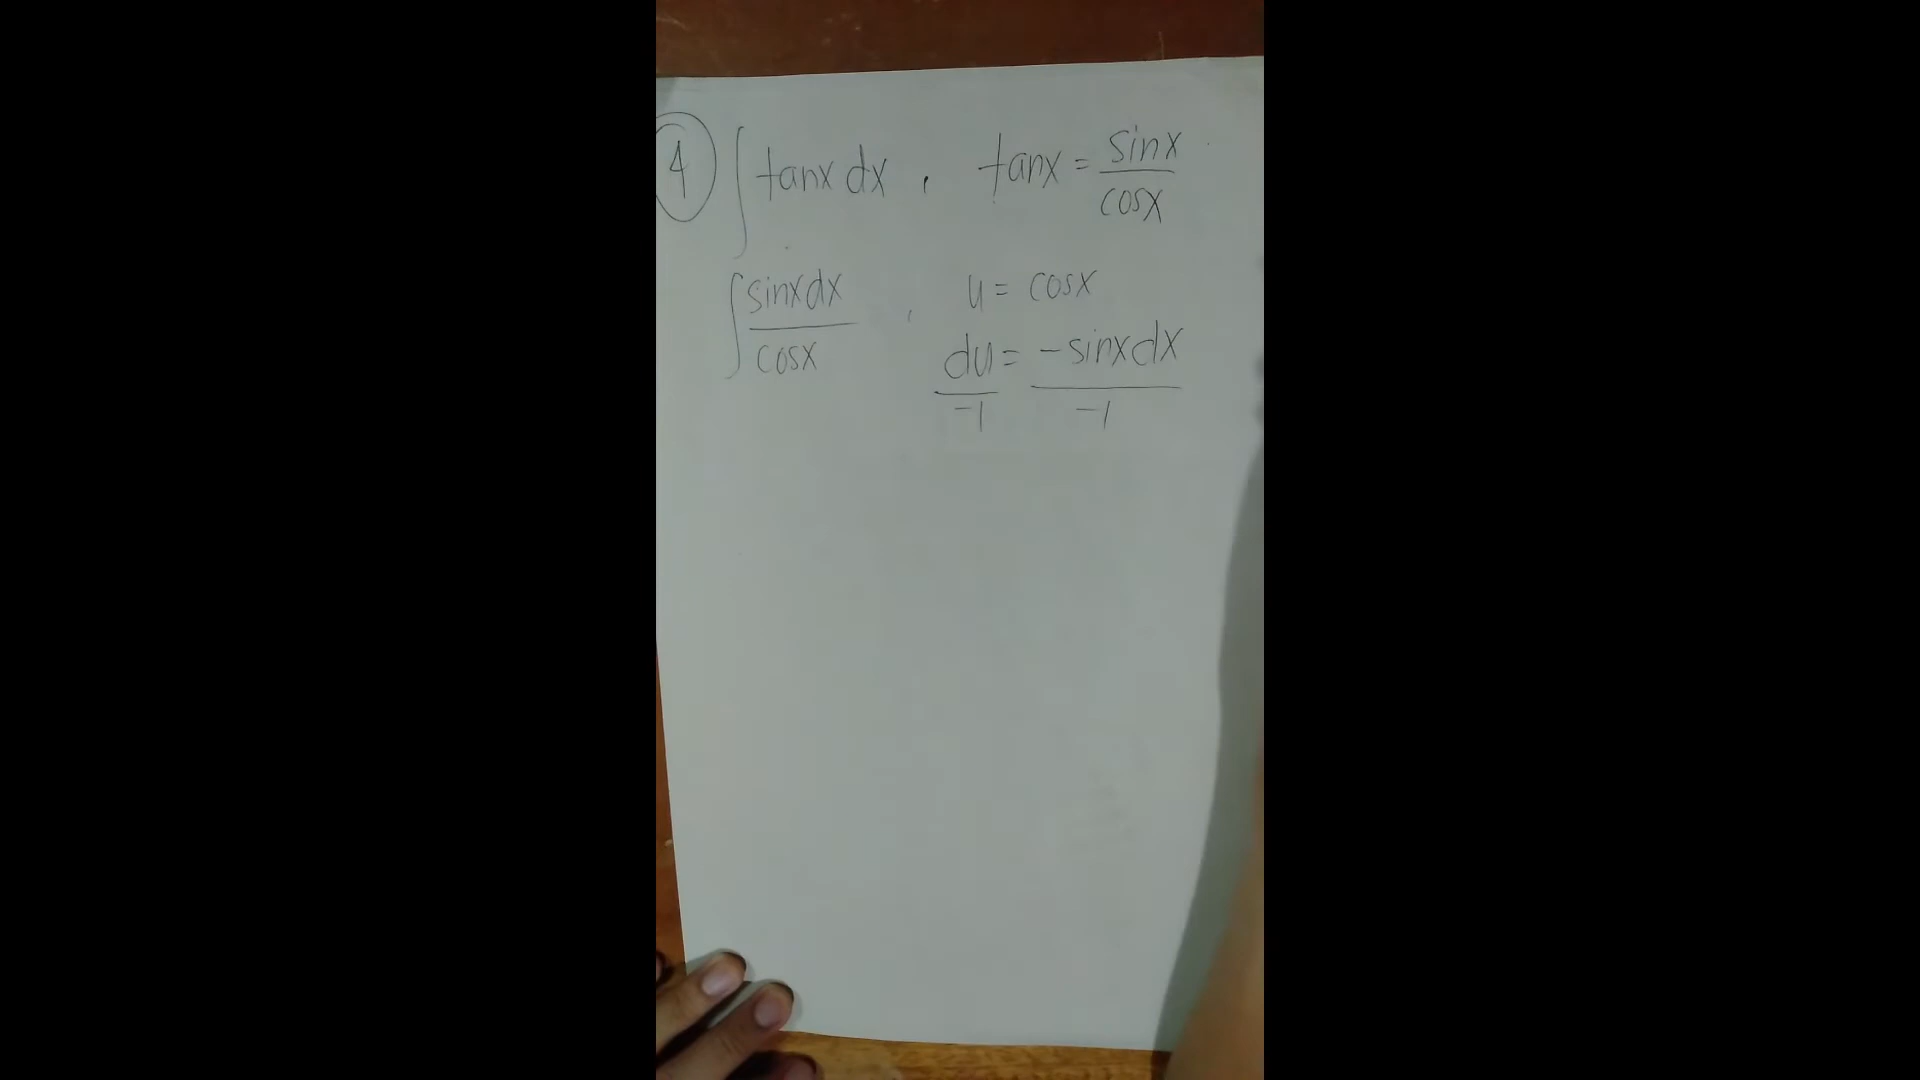 4 ∫ tanx dx , tanx = sinx / cosx
∫ sinxdx / cosx , u = cosx
du / -1 = -sinxdx / -1